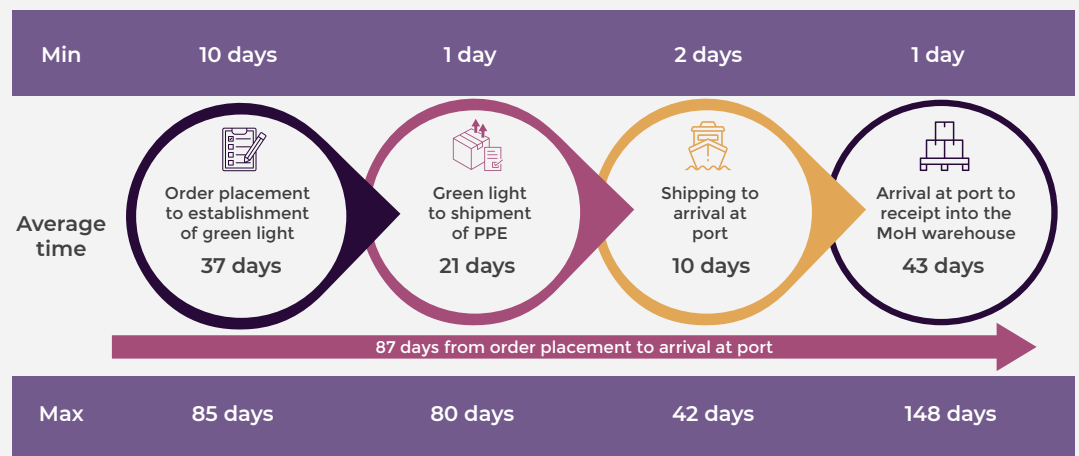 Min
10 days
1 day
2 days
1 day
Average
time
Order placement
to establishment
of green light
37 days
Green light
to shipment
of PPE
21 days
Shipping to
arrival at
port
10 days
Arrival at port to
receipt into the
MoH warehouse
43 days
87 days from order placement to arrival at port
Max
85 days
80 days
42 days
148 days